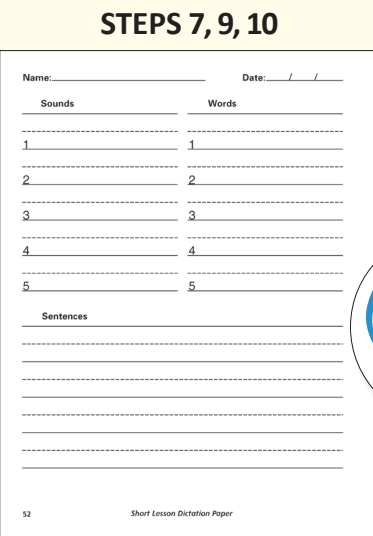 STEPS 7, 9, 10
Name: Date: / /
Sounds Words
1 1
2 2
3 3
4 4
5 5
Sentences
52 Short Lesson Dictation Paper